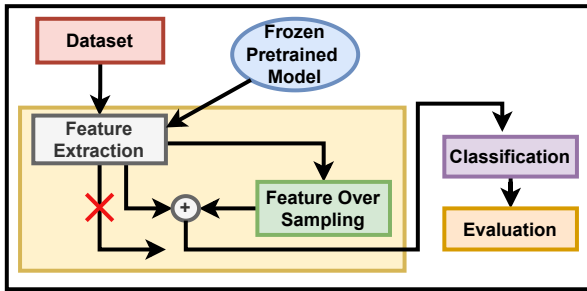 Dataset
Frozen
Pretrained
Model
Feature
Extraction
+
Feature Over
Sampling
Classification
Evaluation